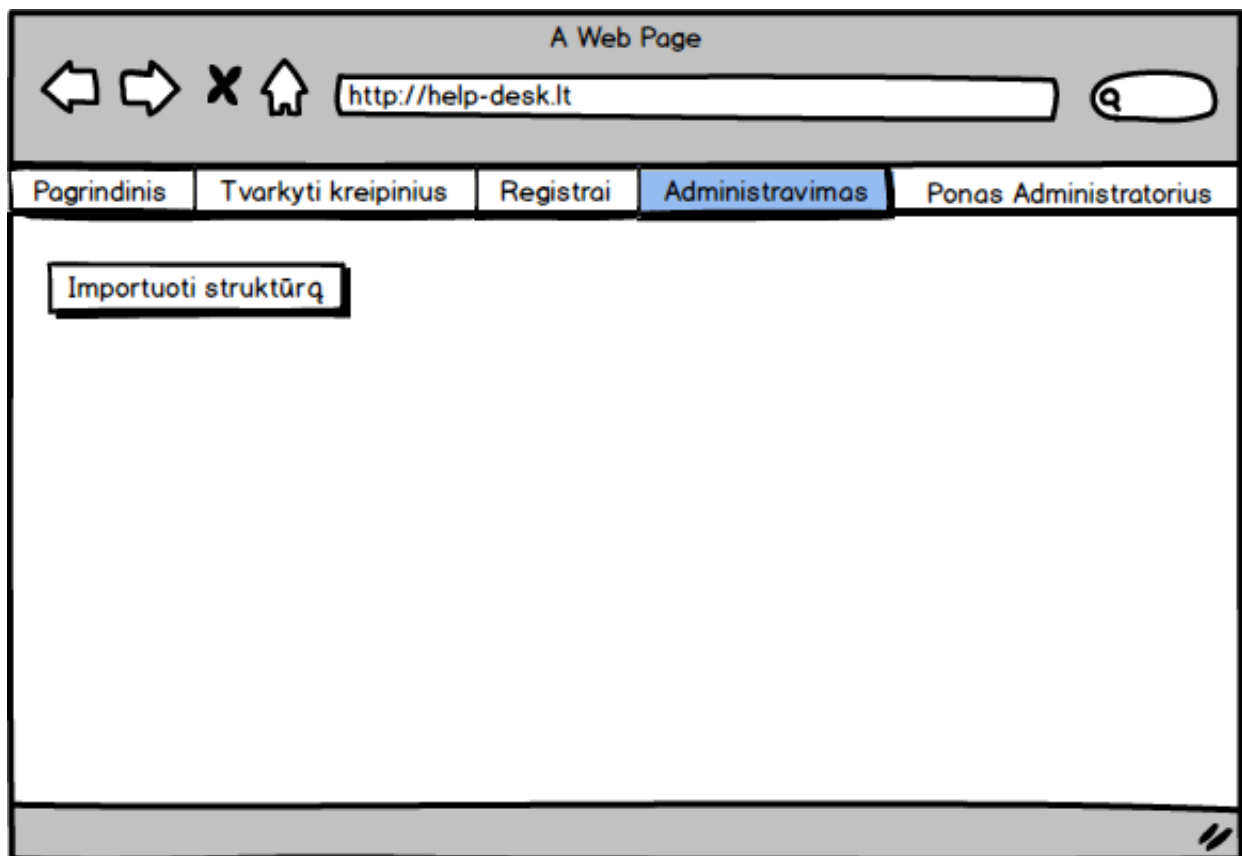 A Web Page
http://help-desk.lt
Pagrindinis Tvarkyti kreipinius Registrai Administravimas Ponas Administratorius
Importuoti struktūrą